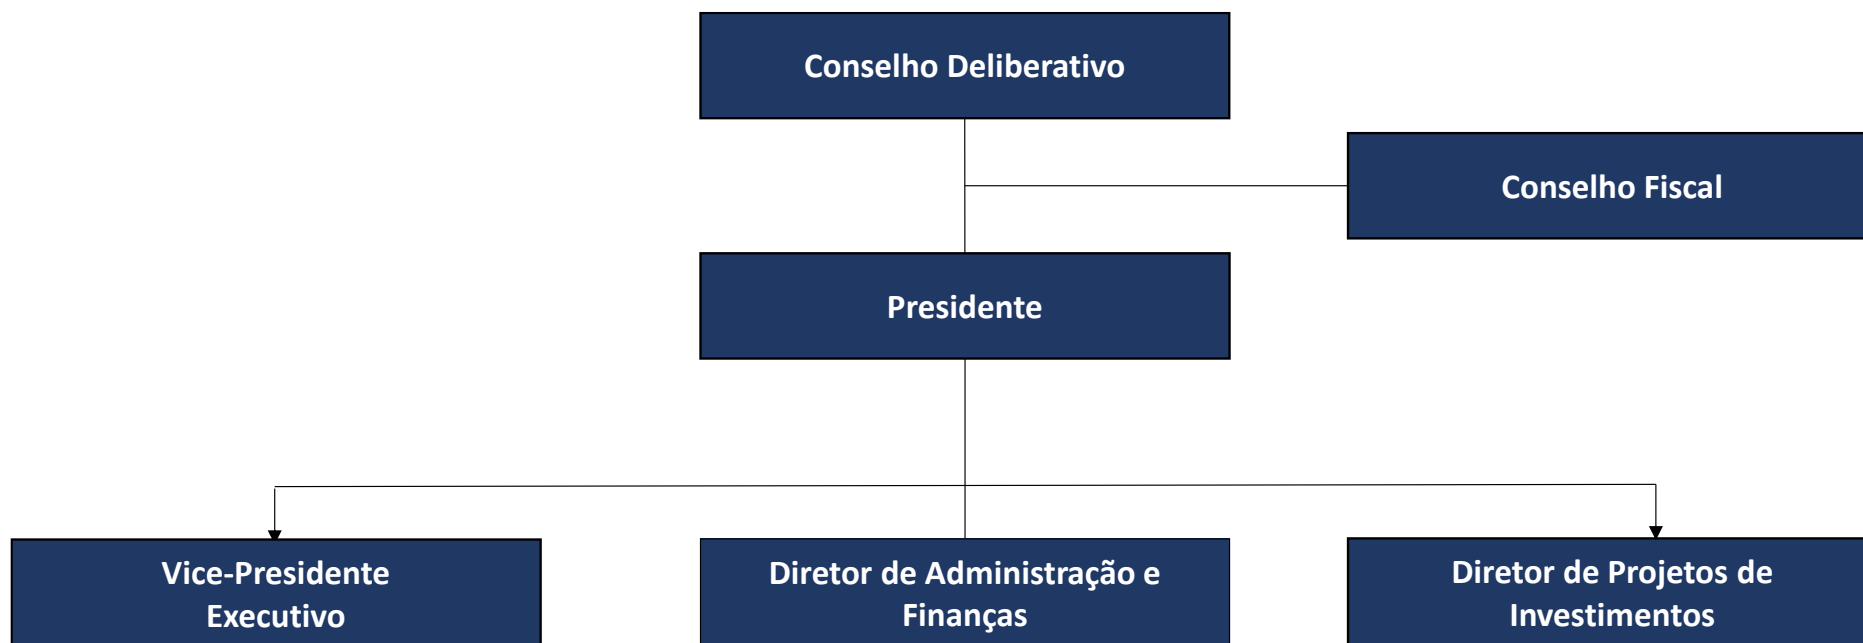 Conselho Deliberativo
Conselho Fiscal
Presidente
Vice-Presidente
Executivo
Diretor de Administração e
Finanças
Diretor de Projetos de
Investimentos